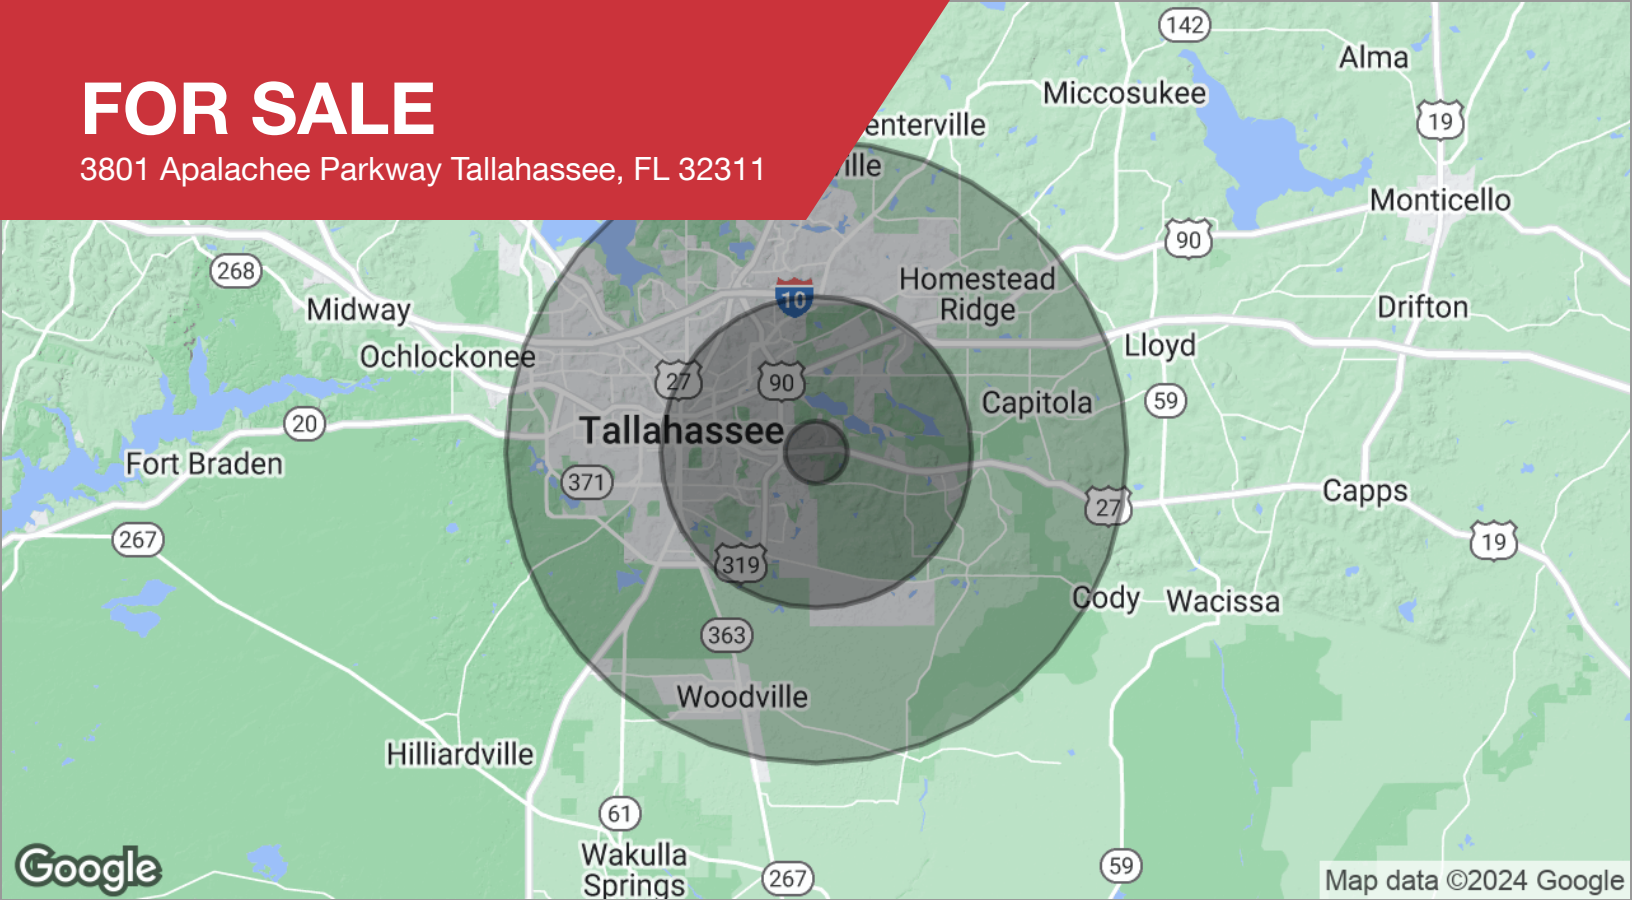 FOR SALE
3801 Apalachee Parkway Tallahassee, FL 32311
142
Alma
Miccosukee
19
Monticello
90
268
Midway
Homestead
Ridge
10
Drifton
Ochlockonee
Lloyd
27
90
Capitola
59
20
Tallahassee
Fort Braden
371
27
Capps
267
19
319
Cody
Wacissa
363
Woodville
Hilliardville
61
Wakulla
Springs
267
59
Google
Map data ©2024 Google